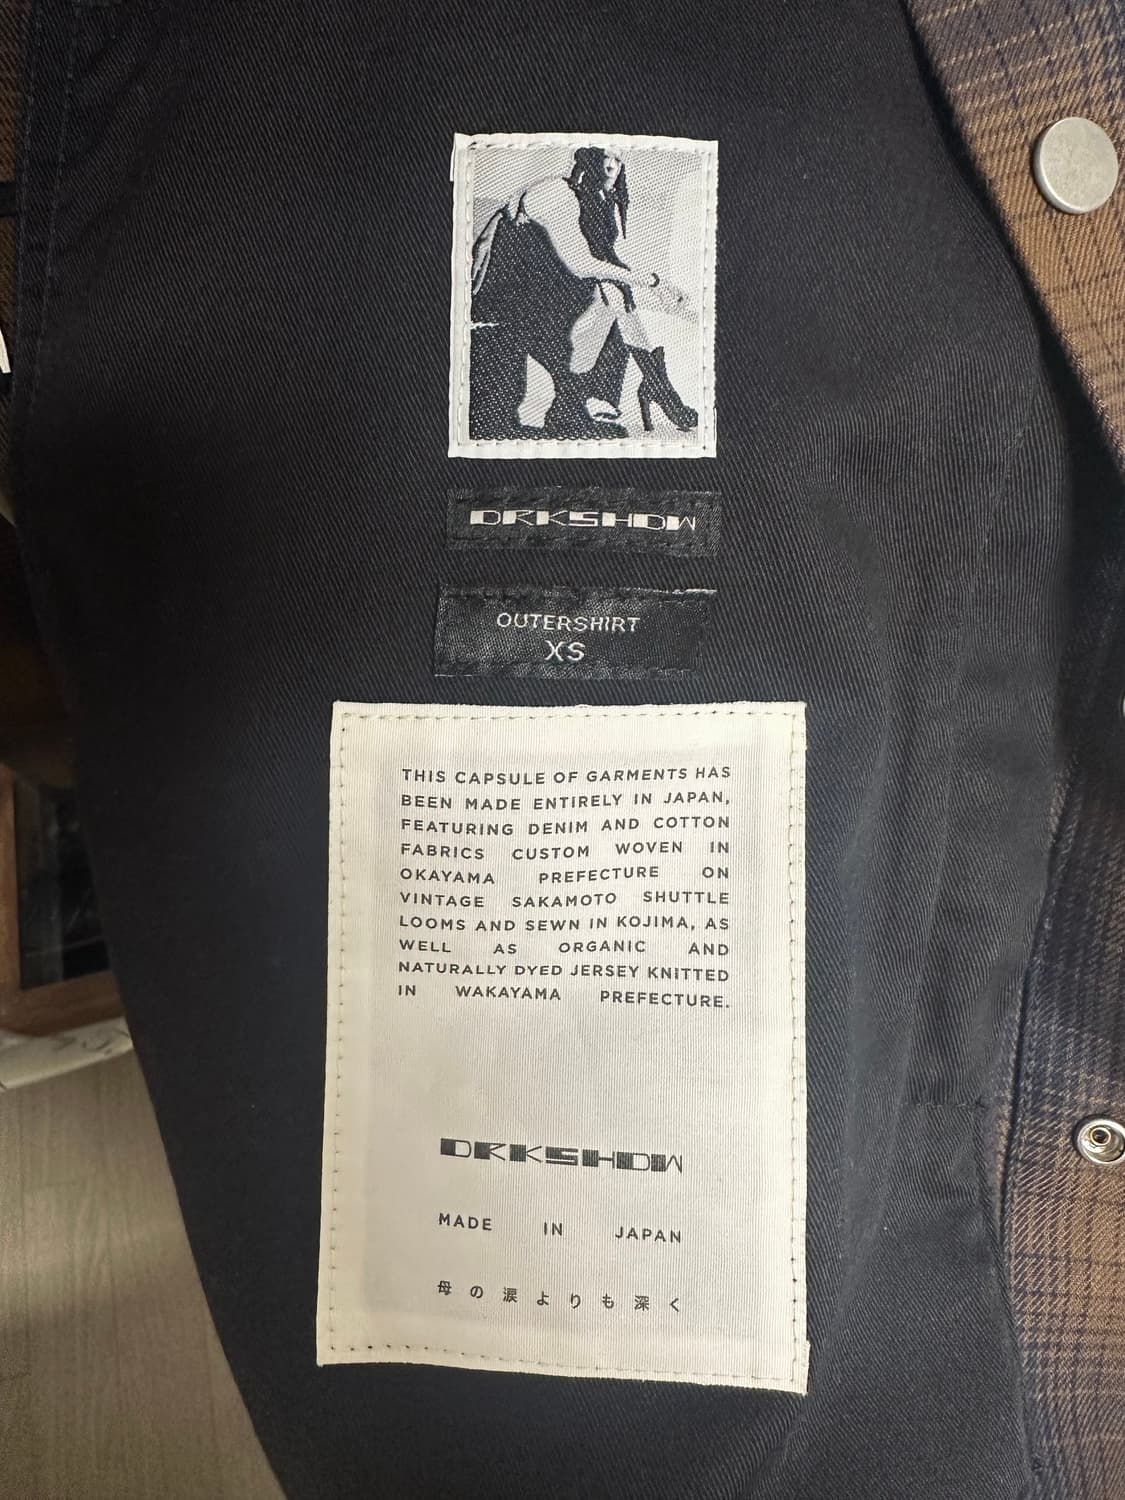 DRKSHDW
OUTERSHIRT
XS
THIS CAPSULE OF GARMENTS HAS
BEEN MADE ENTIRELY IN JAPAN,
FEATURING DENIM AND COTTON
FABRICS CUSTOM WOVEN IN
OKAYAMA PREFECTURE ON
VINTAGE SAKAMOTO SHUTTLE
LOOMS AND SEWN IN KOJIMA, AS
WELL AS ORGANIC AND
NATURALLY DYED JERSEY KNITTED
IN WAKAYAMA PREFECTURE.
DRKSHDW
MADE IN JAPAN
母の涙よりも深く